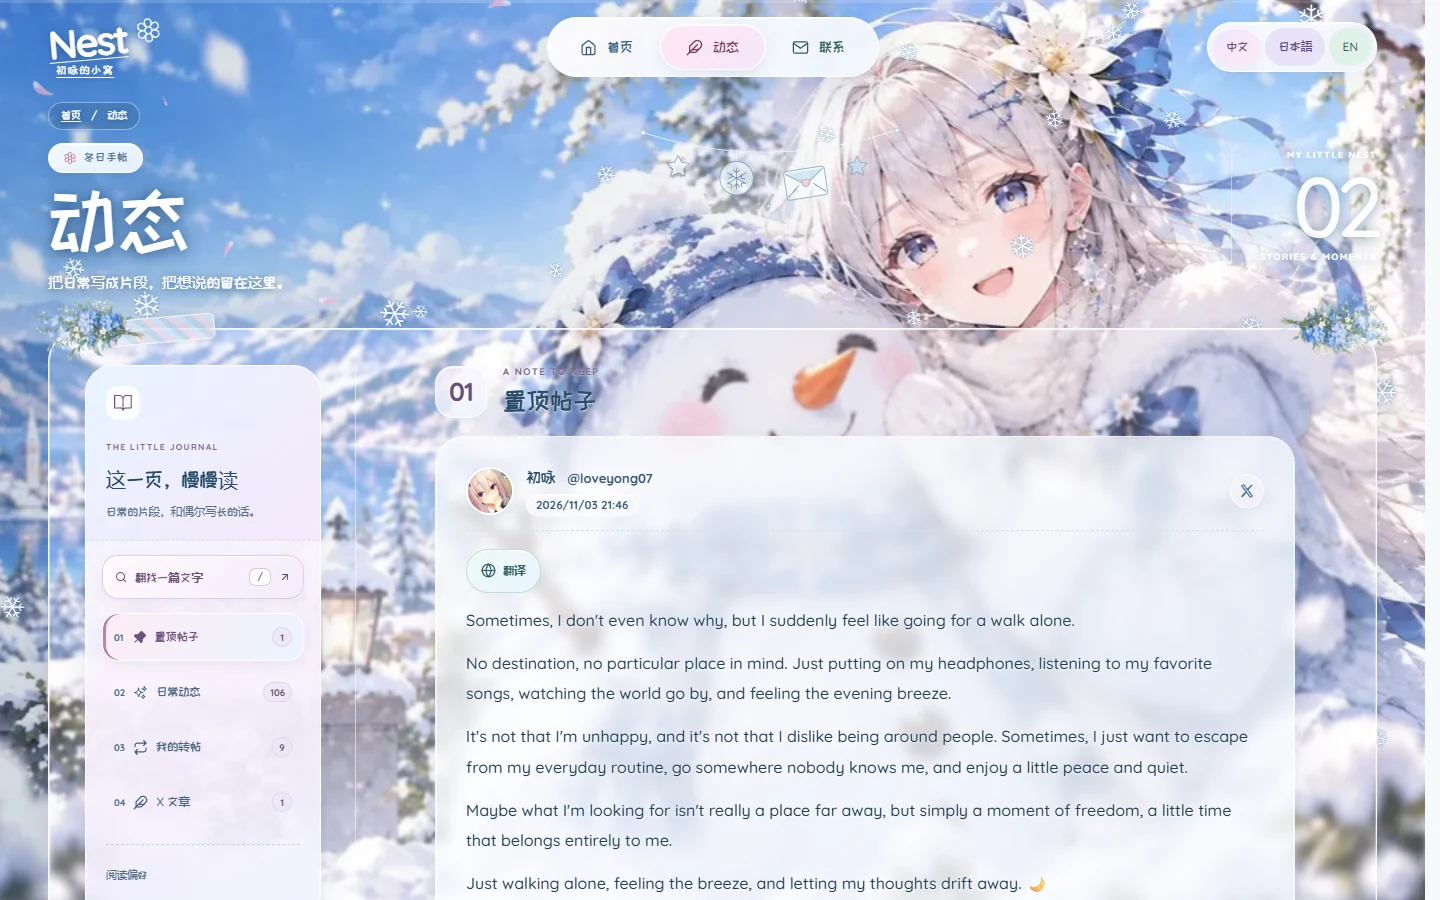 Nest
初咏的小窝
首页
动态
联系
中文
日本語
EN
首页 / 动态
冬日手帐
动态
把日常写成片段，把想说的留在这里。
MY LITTLE NEST
02
STORIES & MOMENTS
THE LITTLE JOURNAL
这一页，慢慢读
日常的片段，和偶尔写长的话。
翻找一篇文字 /
01 置顶帖子 1
02 日常动态 106
03 我的转帖 9
04 X 文章 1
阅读偏好
01
A NOTE TO KEEP
置顶帖子
初咏 @loveyong07
2026/11/03 21:46
翻译
Sometimes, I don't even know why, but I suddenly feel like going for a walk alone.
No destination, no particular place in mind. Just putting on my headphones, listening to my favorite
songs, watching the world go by, and feeling the evening breeze.
It's not that I'm unhappy, and it's not that I dislike being around people. Sometimes, I just want to escape
from my everyday routine, go somewhere nobody knows me, and enjoy a little peace and quiet.
Maybe what I'm looking for isn't really a place far away, but simply a moment of freedom, a little time
that belongs entirely to me.
Just walking alone, feeling the breeze, and letting my thoughts drift away. 🌙